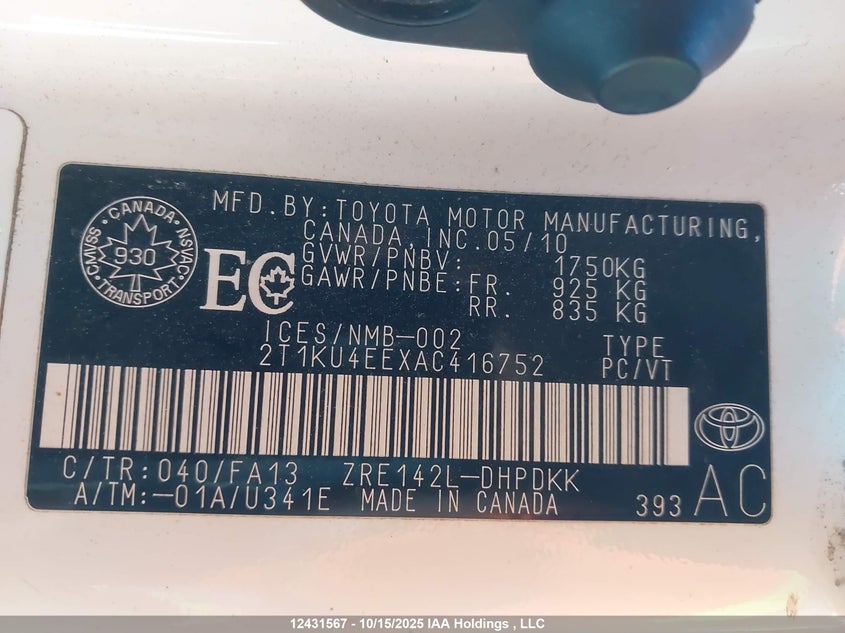 MFD.BY:TOYOTA MOTOR MANUFACTURING,
CANADA, INC.05/10
GVWR/PNBV: 1750KG
GAWR/PNBE:FR. 925 KG
RR. 835 KG
CANADA
CMVSS NSVAC
930
TRANSPORT
EC
ICES/NMB-002
2T1KU4EEXAC416752
TYPE
PC/VT
C/TR:040/FA13 ZRE142L-DHPDKK
A/TM:-01A/U341E MADE IN CANADA
393 AC
12431567 - 10/15/2025 IAA Holdings , LLC